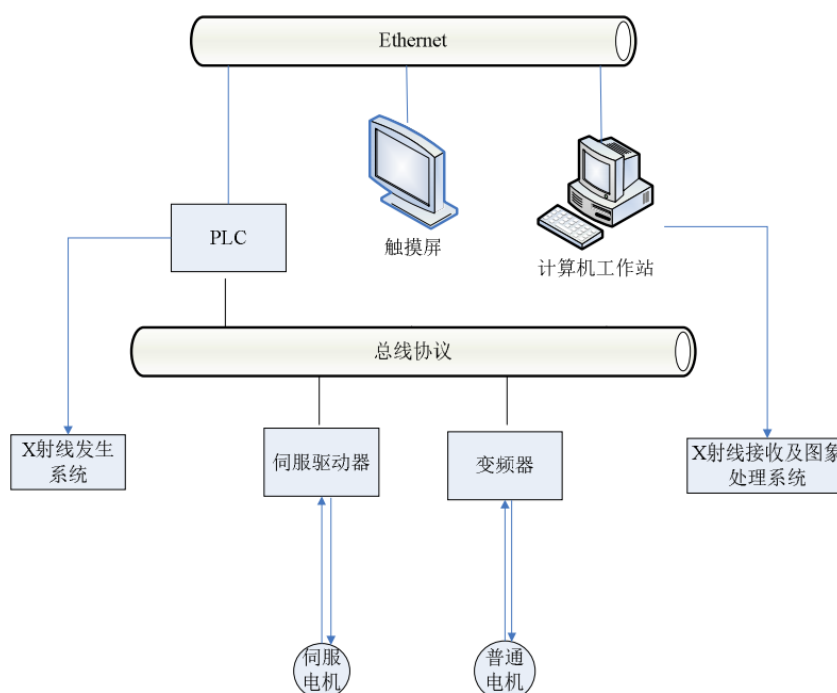 Ethernet
PLC
触摸屏
计算机工作站
总线协议
X射线发生
系统
伺服驱动器
变频器
X射线接收及图象
处理系统
伺服
电机
普通
电机